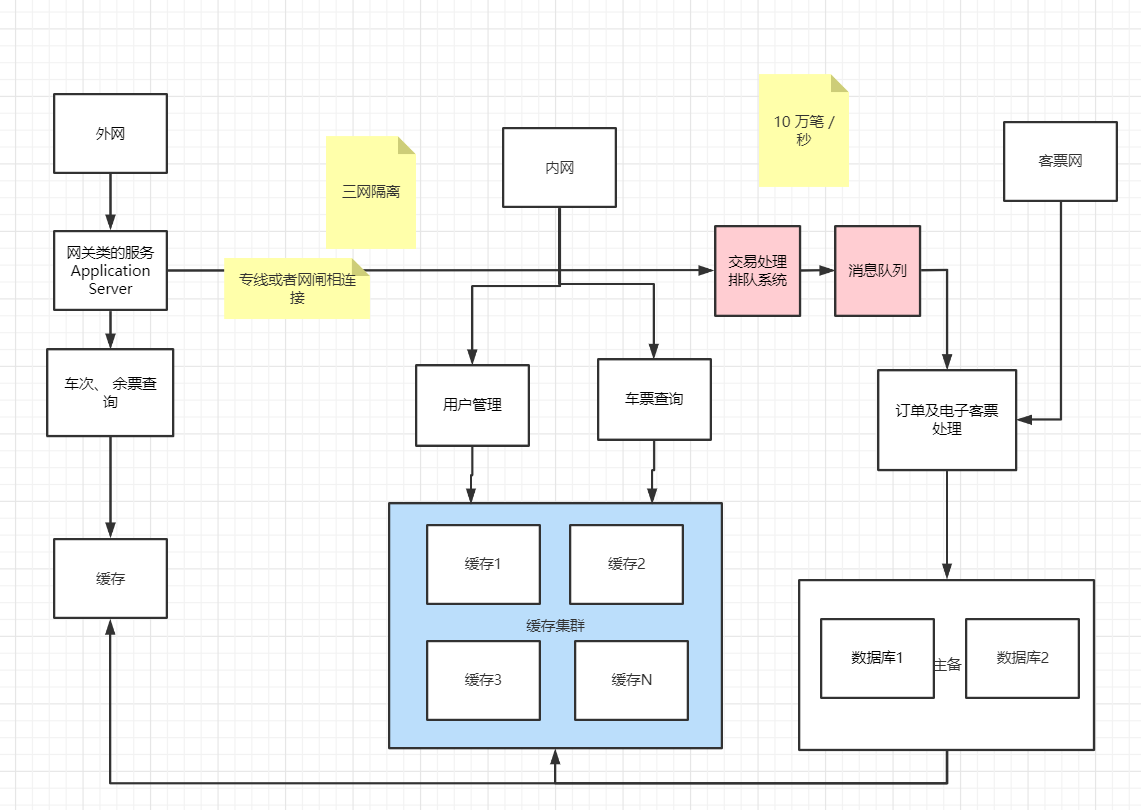 外网
三网隔离
内网
10 万笔 /
秒
客票网
网关类的服务
Application
Server
专线或者网闸相连
接
交易处理
排队系统
消息队列
车次、 余票查
询
用户管理
车票查询
订单及电子客票
处理
缓存
缓存1
缓存2
缓存集群
缓存3
缓存N
数据库1
主备
数据库2